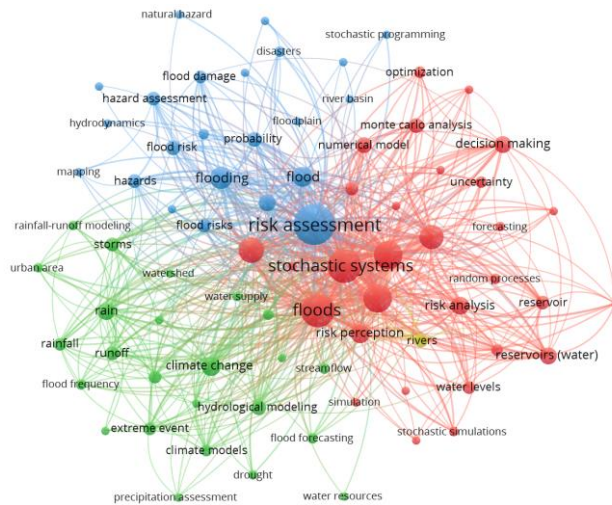 natural hazard
stochastic programming
disasters
optimization
flood damage
river basin
hazard assessment
floodplain
monte carlo analysis
hydrodynamics
probability
numerical model
decision making
flood risk
mapping
hazards
flooding
flood
uncertainty
rainfall-runoff modeling
flood risks
risk assessment
forecasting
storms
urban area
watershed
stochastic systems
random processes
water supply
rain
floods
risk analysis
reservoir
risk perception
rivers
rainfall
runoff
reservoirs (water)
climate change
streamflow
flood frequency
water levels
hydrological modeling
simulation
extreme event
stochastic simulations
climate models
flood forecasting
drought
precipitation assessment
water resources